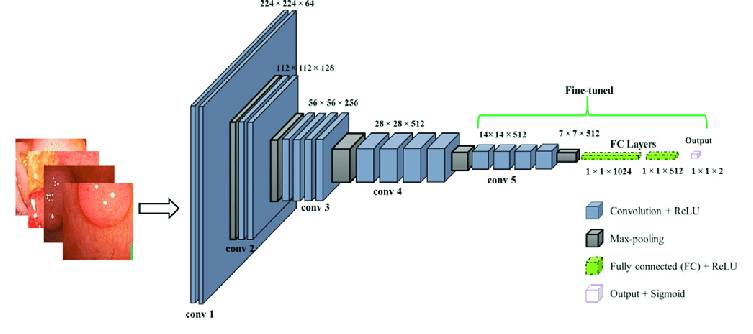 224 × 224 × 64
112 × 112 × 128
56 × 56 × 256
28 × 28 × 512
Fine-tuned
14× 14 × 512
7 × 7 × 512
FC Layers
Output
1 × 1 × 1024
1 × 1 × 512
1 × 1 × 2
conv 1
conv 2
conv 3
conv 4
conv 5
Convolution + ReLU
Max-pooling
Fully connected (FC) + ReLU
Output + Sigmoid